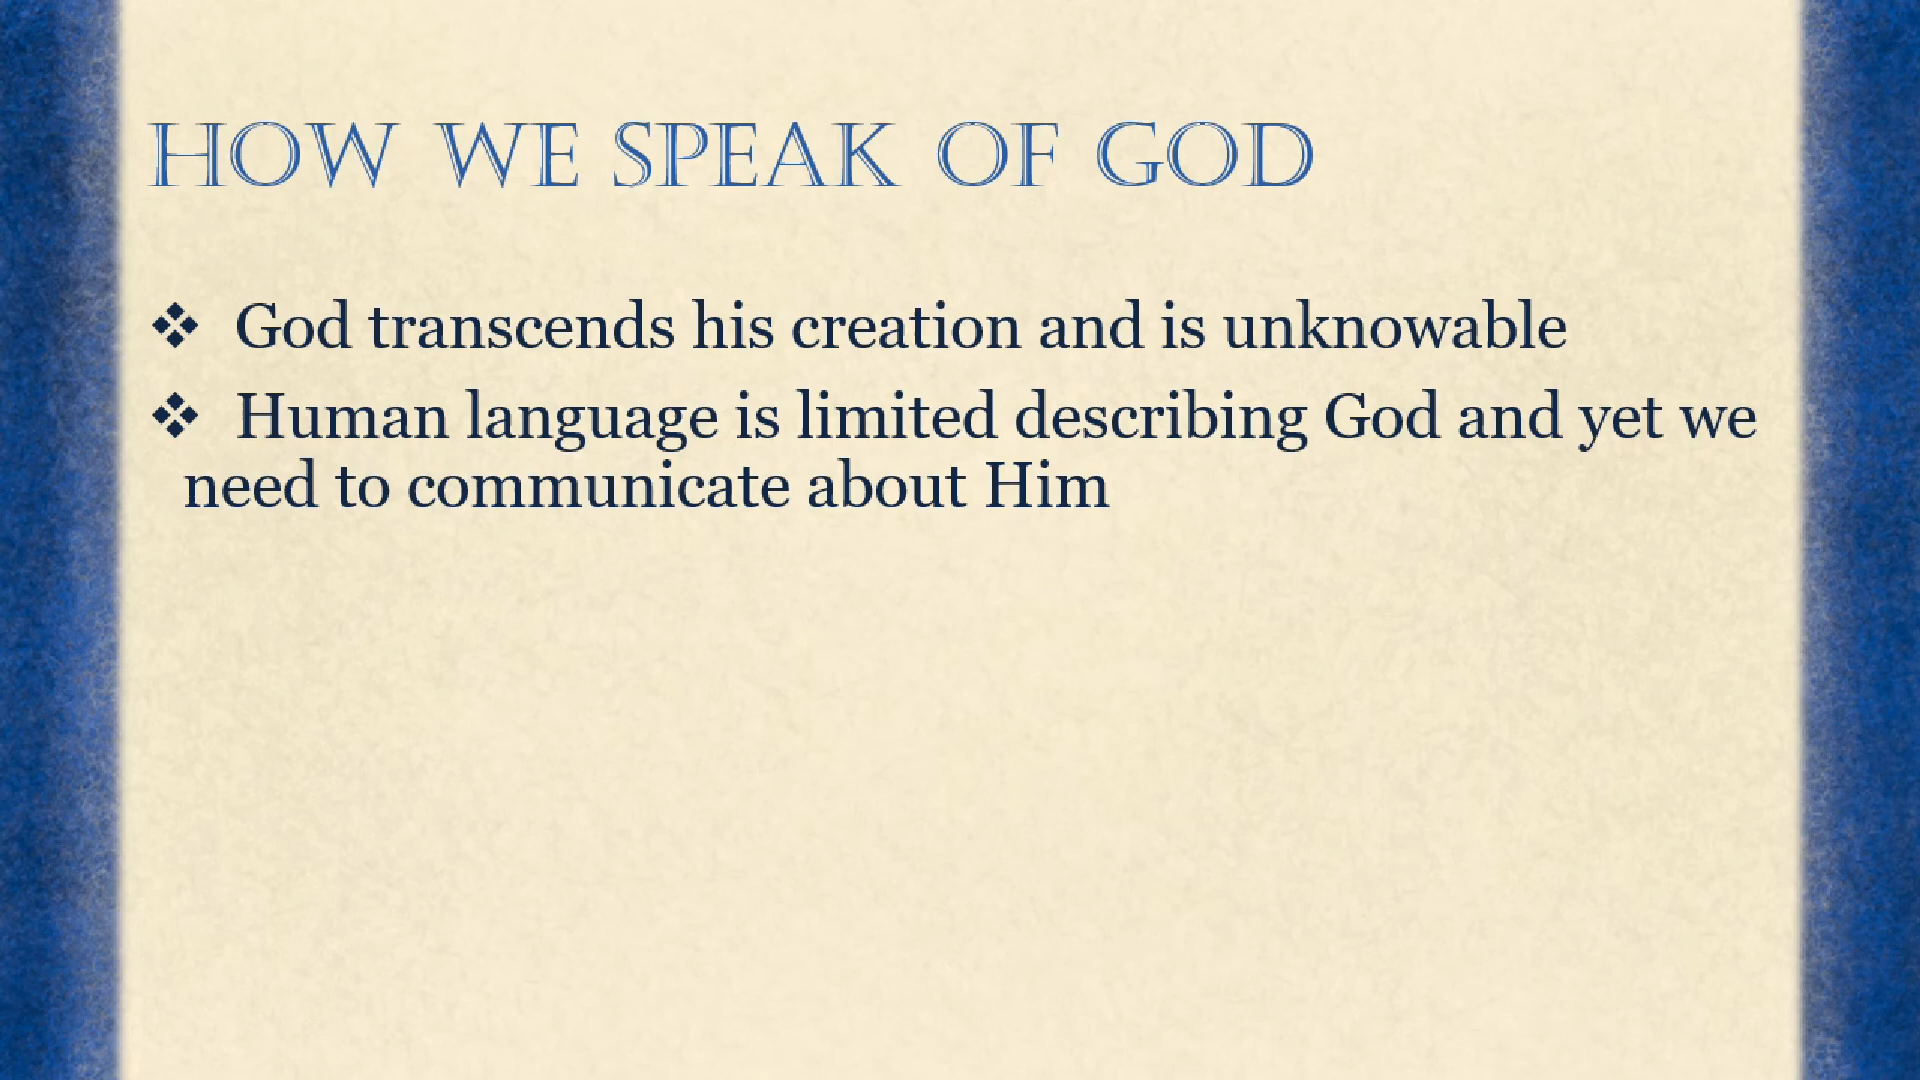 HOW WE SPEAK OF GOD
❖ God transcends his creation and is unknowable
❖ Human language is limited describing God and yet we
need to communicate about Him